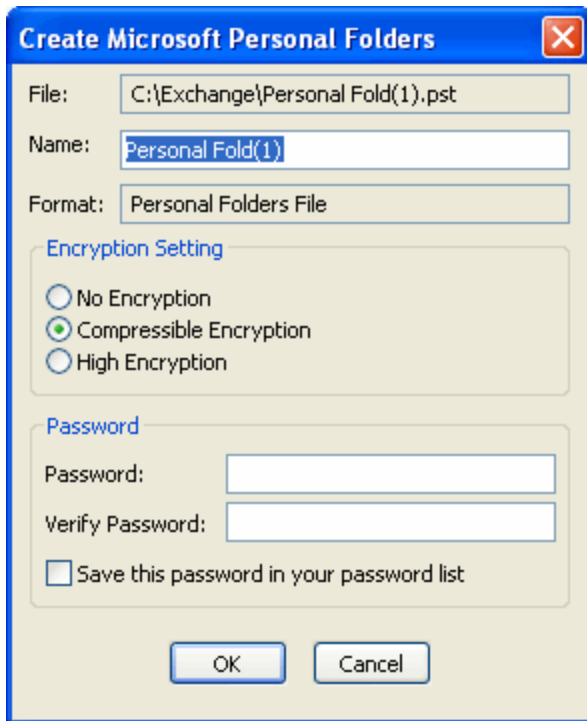 Create Microsoft Personal Folders
File: C:\Exchange\Personal Fold(1).pst
Name: Personal Fold(1)
Format: Personal Folders File
Encryption Setting
No Encryption
Compressible Encryption
High Encryption
Password
Password:
Verify Password:
Save this password in your password list
OK Cancel